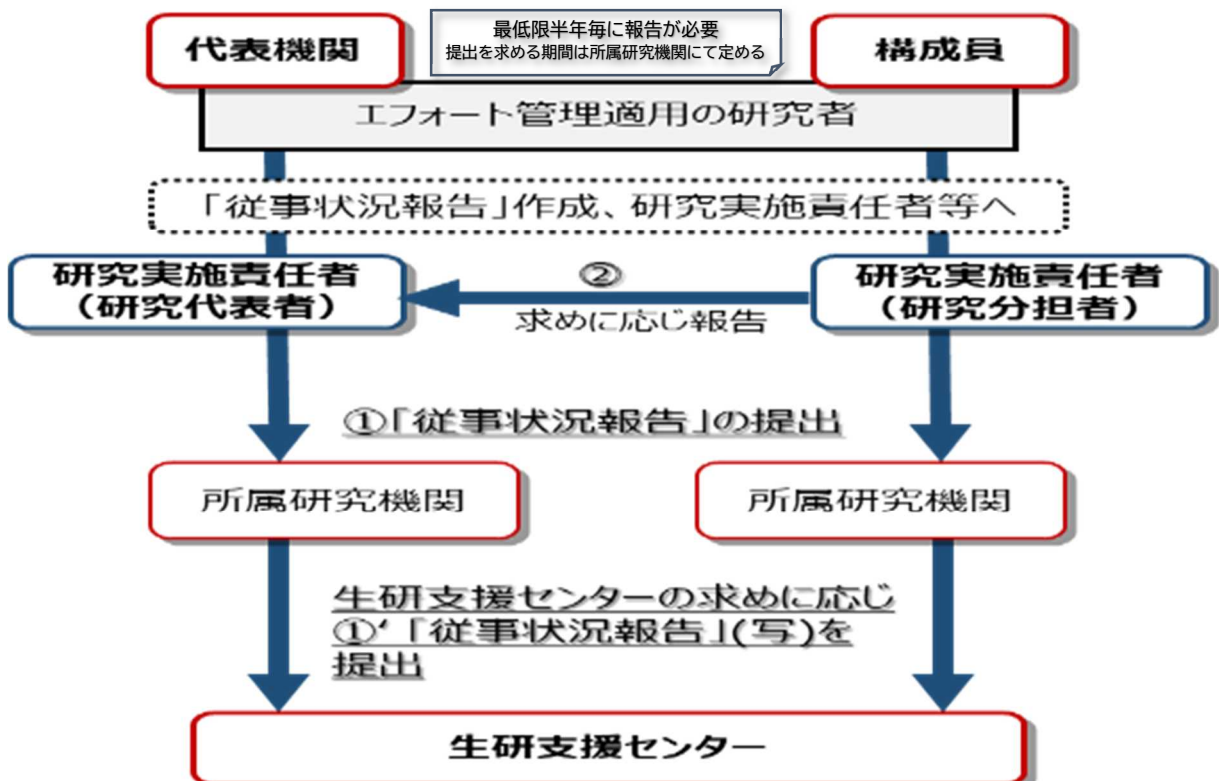 代表機関
最低限半年毎に報告が必要
提出を求める期間は所属研究機関にて定める
構成員
エフォート管理適用の研究者
「従事状況報告」作成、研究実施責任者等へ
研究実施責任者
(研究代表者)
②
求めに応じ報告
研究実施責任者
(研究分担者)
①「従事状況報告」の提出
所属研究機関
所属研究機関
生研支援センターの求めに応じ
①‘「従事状況報告」(写)を
提出
生研支援センター